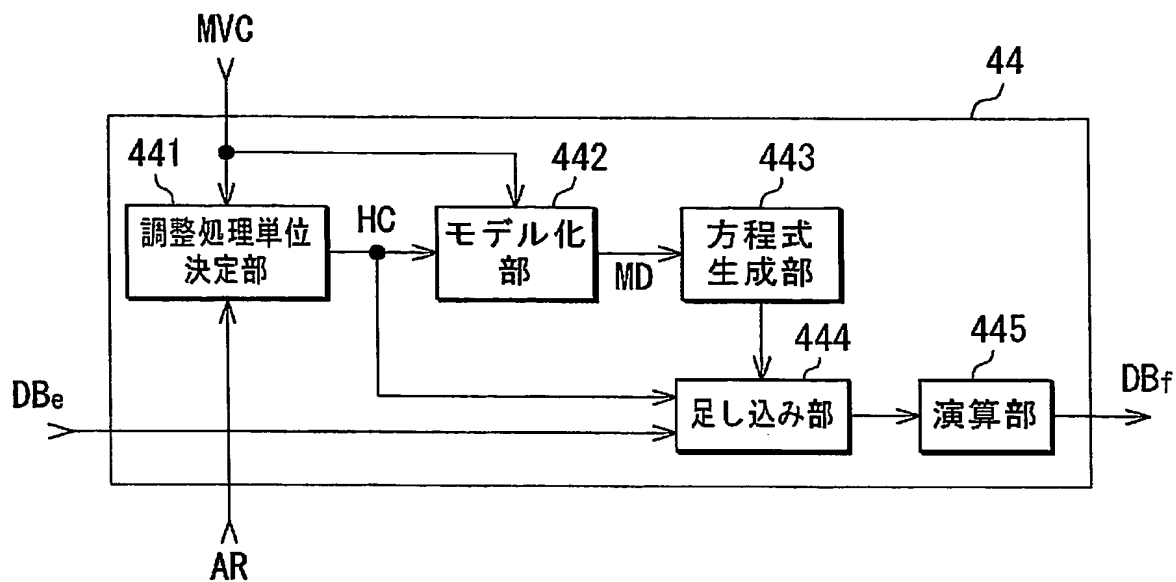 MVC
44
441
442
443
調整処理単位
決定部
HC
モデル化
部
MD
方程式
生成部
444
445
DBe
足し込み部
演算部
DBf
AR